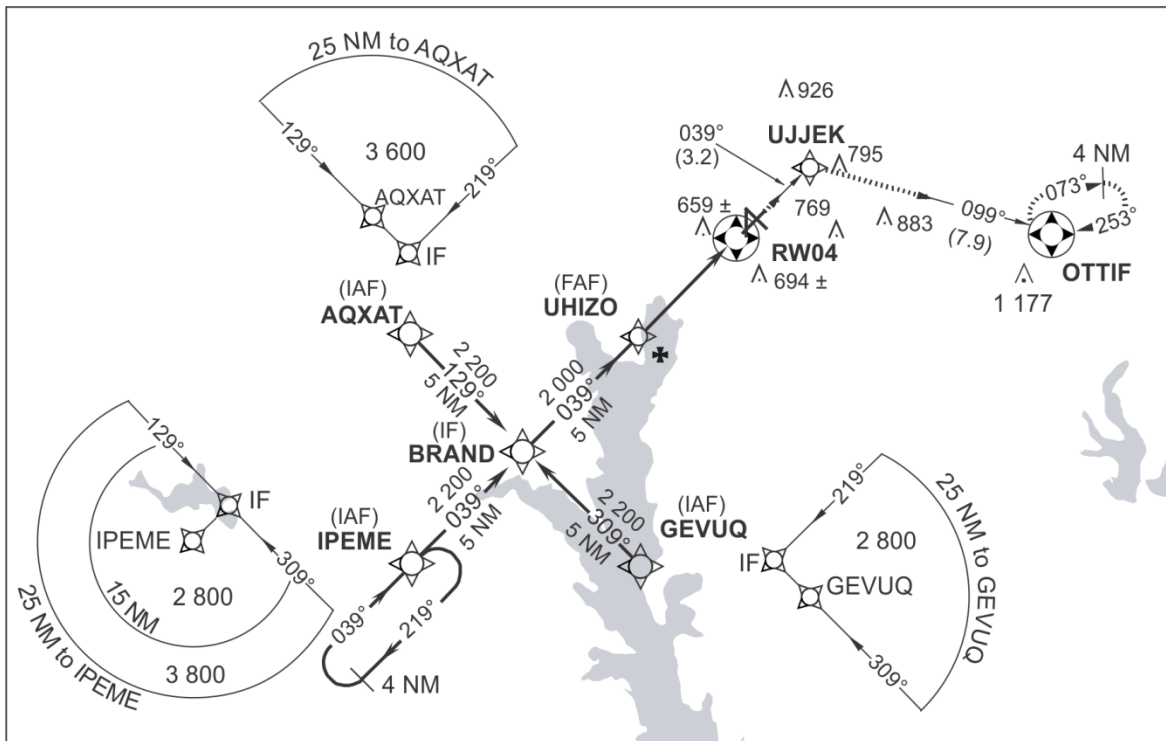 25 NM to AQXAT
129°
3 600
219°
AQXAT
IF
926
UJJEK
039°
(3.2)
795
4 NM
073°
659 ±
769
883
099°
(7.9)
253°
RW04
694 ±
OTTIF
1 177
(IAF)
AQXAT
(FAF)
UHIZO
2 200
129°
5 NM
2 000
039°
5 NM
(IF)
BRAND
129°
IF
IPEME
309°
2 800
15 NM
25 NM to IPEME
3 800
(IAF)
IPEME
2 200
039°
5 NM
039°
219°
4 NM
2 200
309°
5 NM
(IAF)
GEVUQ
219°
25 NM to GEVUQ
2 800
IF
GEVUQ
309°